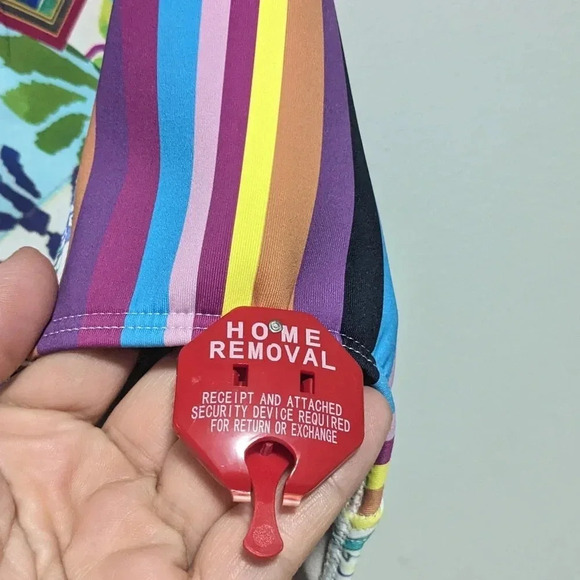 HOME
REMOVAL
RECEIPT AND ATTACHED
SECURITY DEVICE REQUIRED
FOR RETURN OR EXCHANGE